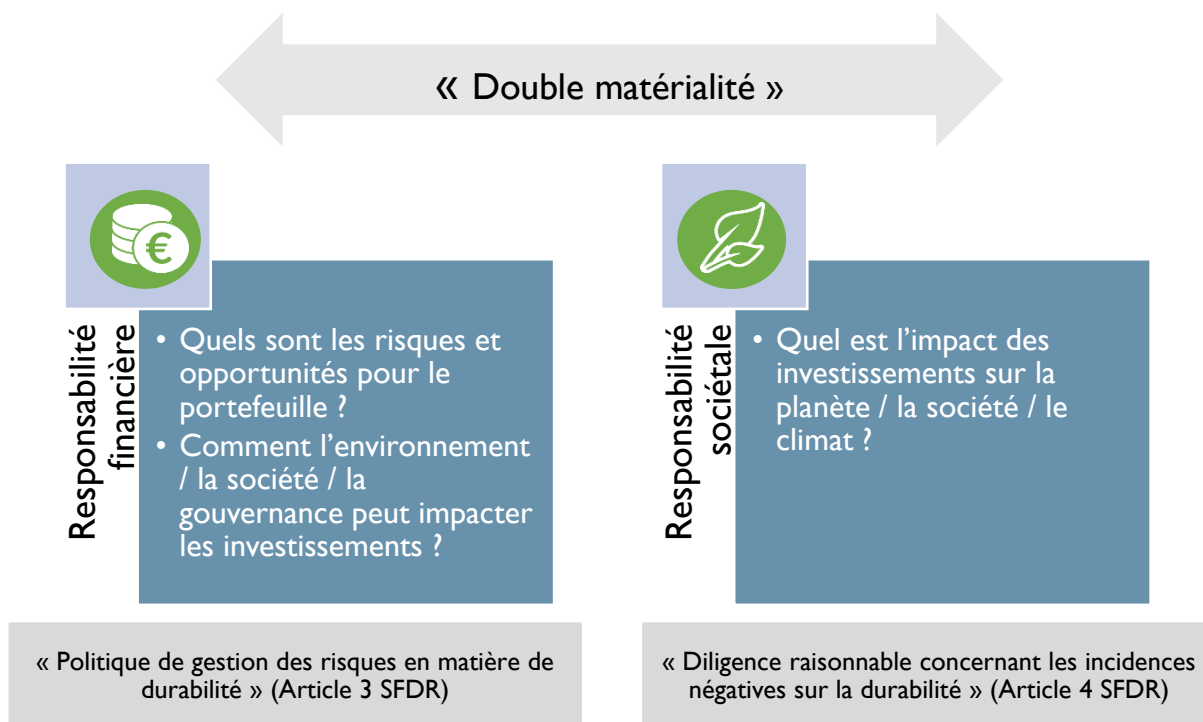 « Double matérialité »
€
Responsabilité
financière
• Quels sont les risques et
opportunités pour le
portefeuille ?
• Comment l’environnement
/ la société / la
gouvernance peut impacter
les investissements ?
« Politique de gestion des risques en matière de
durabilité » (Article 3 SFDR)
Responsabilité
sociétale
• Quel est l’impact des
investissements sur la
planète / la société / le
climat ?
« Diligence raisonnable concernant les incidences
négatives sur la durabilité » (Article 4 SFDR)